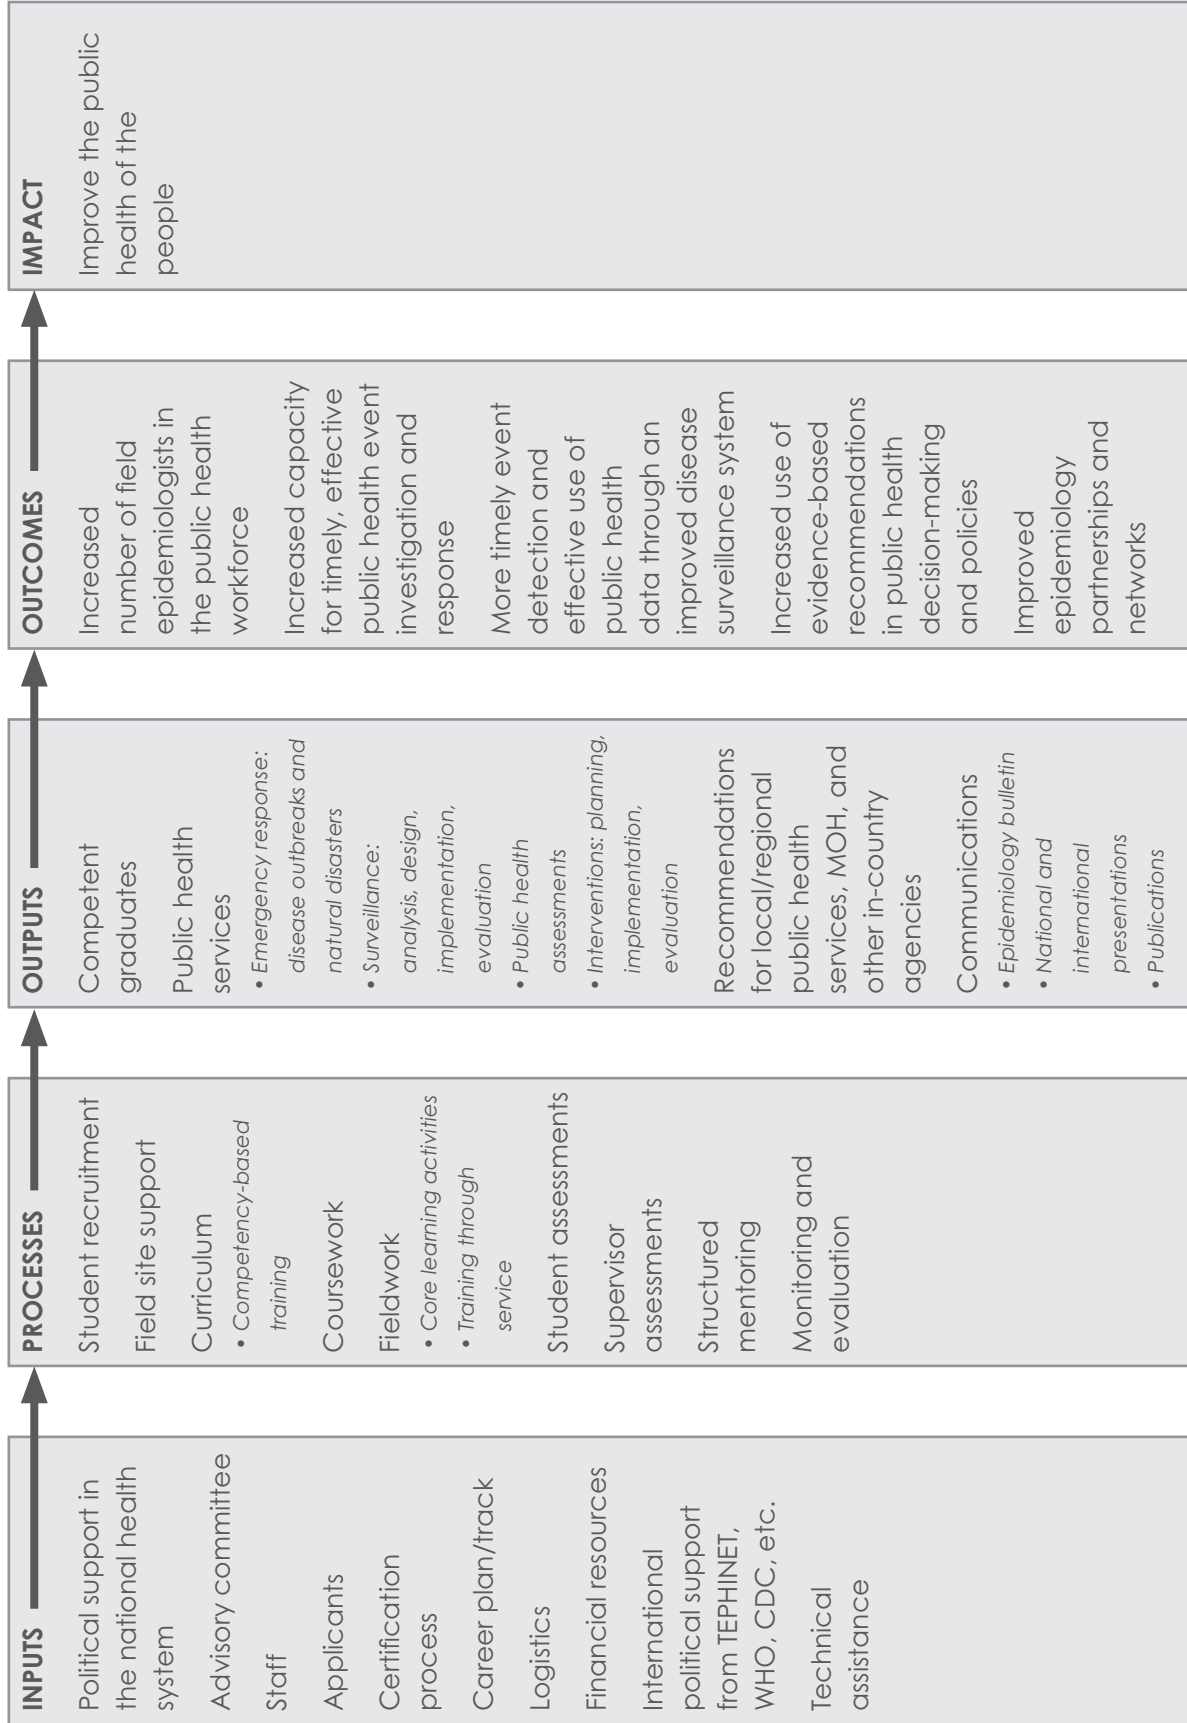 INPUTS
Political support in
the national health
system
Advisory committee
Staff
Applicants
Certification
process
Career plan/track
Logistics
Financial resources
International
political support
from TEPHINET,
WHO, CDC, etc.
Technical
assistance
PROCESSES
Student recruitment
Field site support
Curriculum
• Competency-based
training
Coursework
Fieldwork
• Core learning activities
• Training through
service
Student assessments
Supervisor
assessments
Structured
mentoring
Monitoring and
evaluation
OUTPUTS
Competent
graduates
Public health
services
• Emergency response:
disease outbreaks and
natural disasters
• Surveillance:
analysis, design,
implementation,
evaluation
• Public health
assessments
• Interventions: planning,
implementation,
evaluation
Recommendations
for local/regional
public health
services, MOH, and
other in-country
agencies
Communications
• Epidemiology bulletin
• National and
international
presentations
• Publications
OUTCOMES
Increased
number of field
epidemiologists in
the public health
workforce
Increased capacity
for timely, effective
public health event
investigation and
response
More timely event
detection and
effective use of
public health
data through an
improved disease
surveillance system
Increased use of
evidence-based
recommendations
in public health
decision-making
and policies
Improved
epidemiology
partnerships and
networks
IMPACT
Improve the public
health of the
people